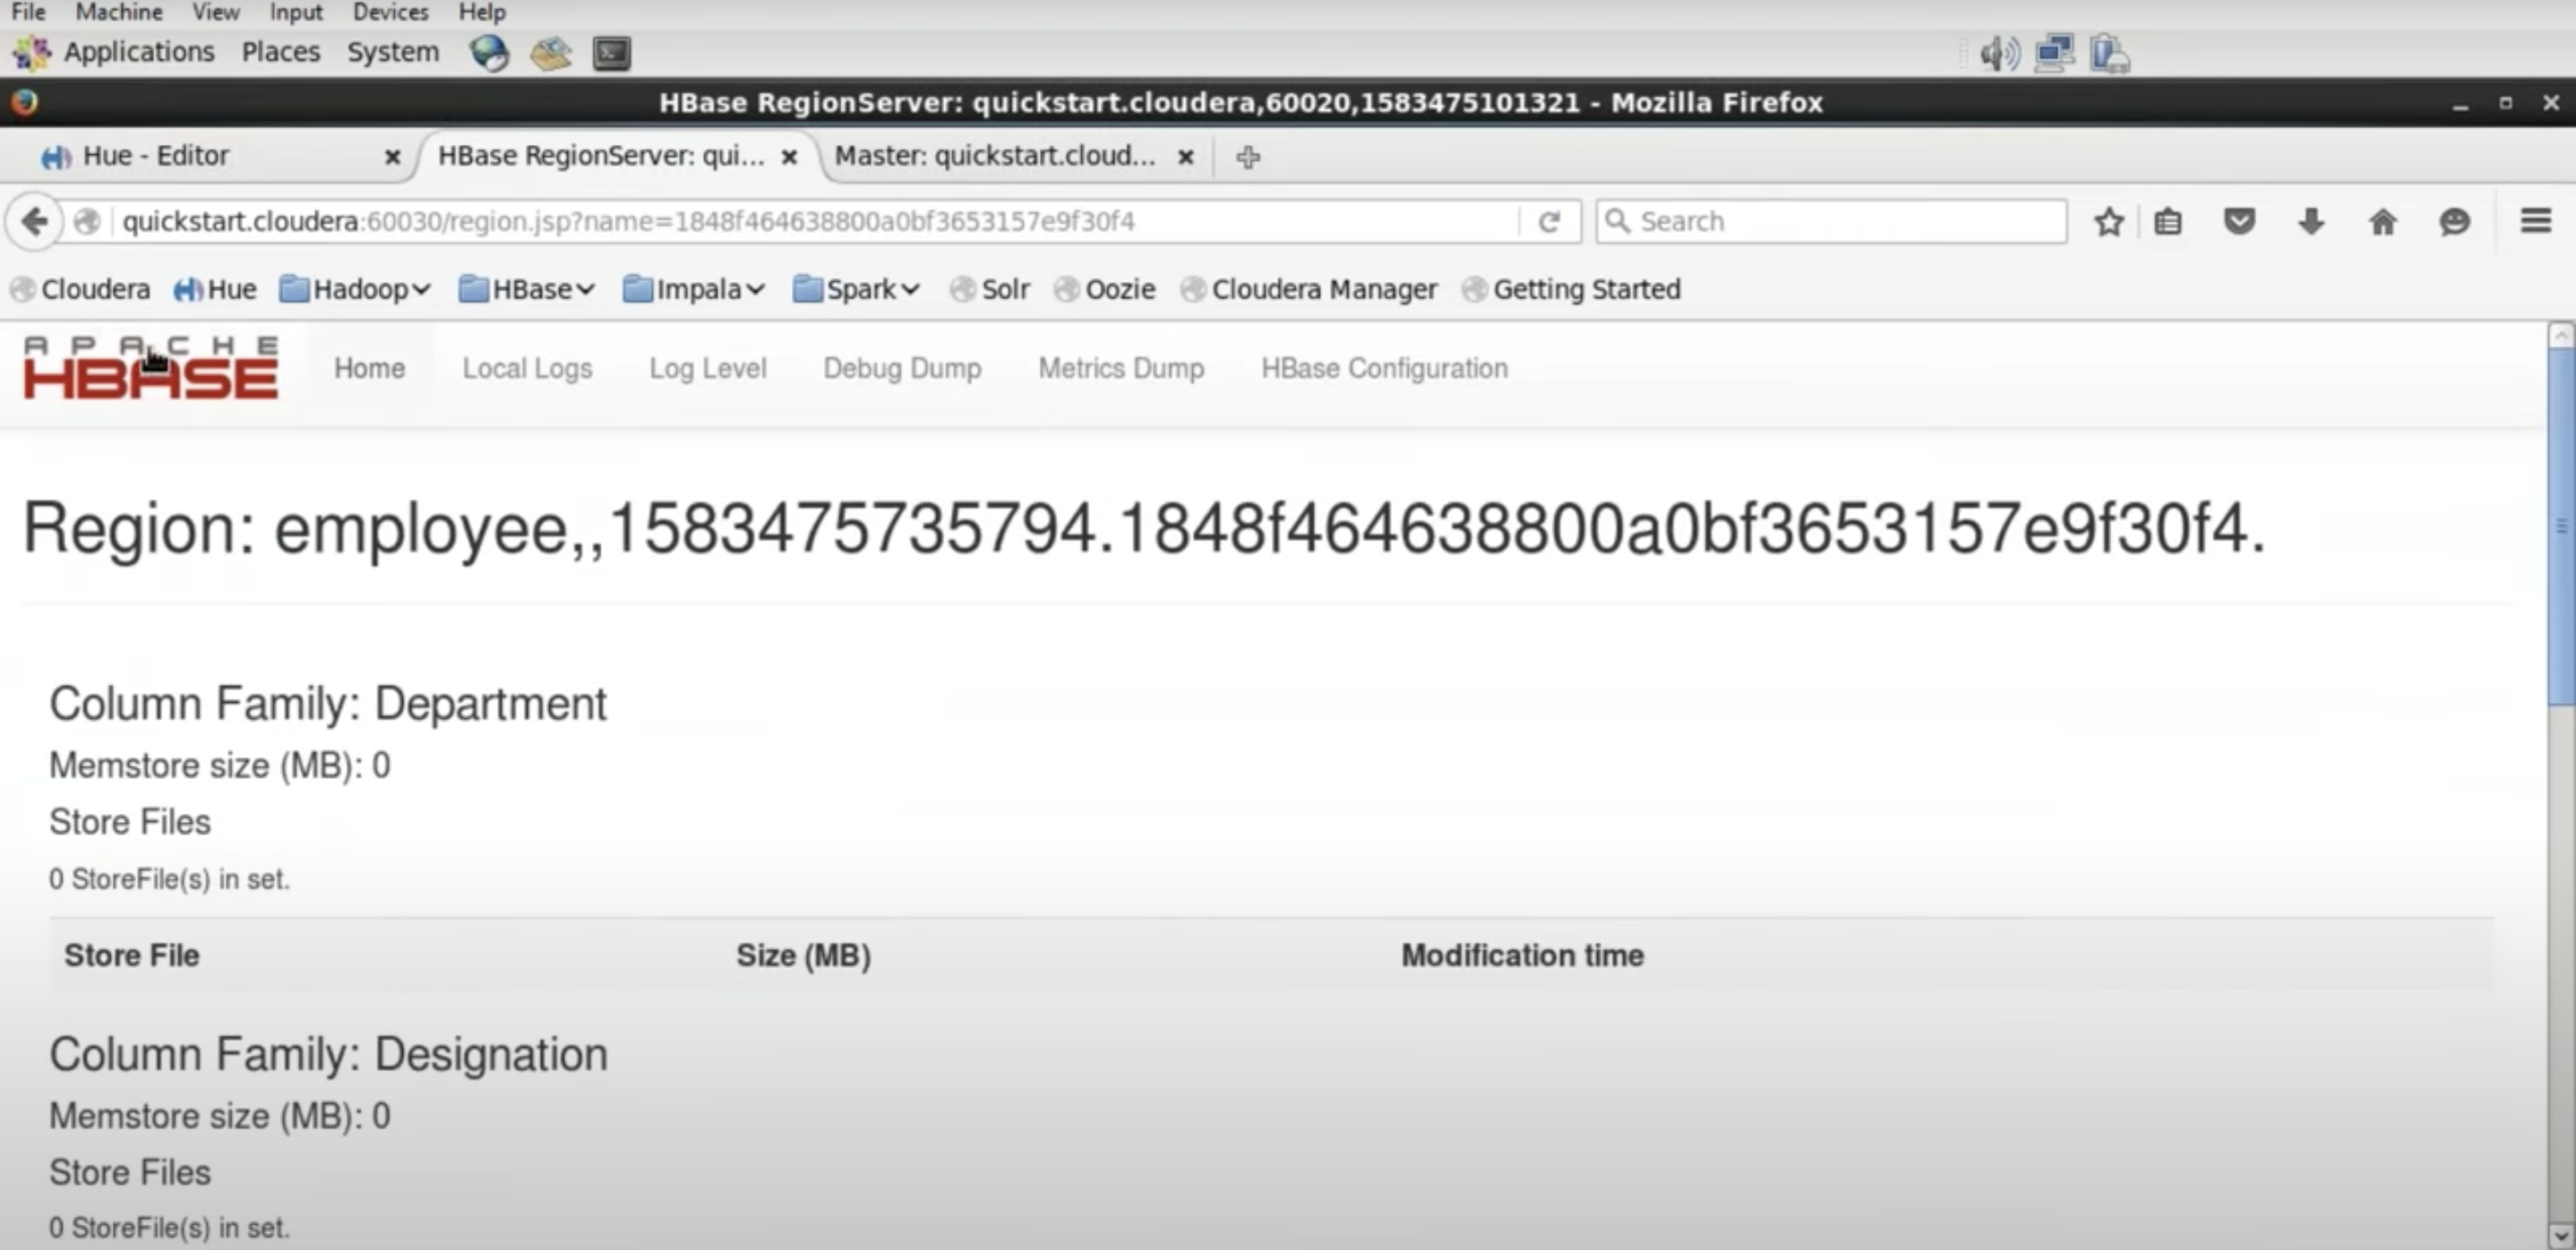 File Machine View Input Devices Help
Applications Places System
HBase RegionServer: quickstart.cloudera,60020,1583475101321 - Mozilla Firefox
Hue - Editor HBase RegionServer: qui... Master: quickstart.cloud...
quickstart.cloudera:60030/region.jsp?name=1848f464638800a0bf3653157e9f30f4 Search
Cloudera Hue Hadoop HBase Impala Spark Solr Oozie Cloudera Manager Getting Started
APACHE
HBASE
Home Local Logs Log Level Debug Dump Metrics Dump HBase Configuration
Region: employee,,1583475735794.1848f464638800a0bf3653157e9f30f4.
Column Family: Department
Memstore size (MB): 0
Store Files
0 StoreFile(s) in set.
Store File Size (MB) Modification time
Column Family: Designation
Memstore size (MB): 0
Store Files
0 StoreFile(s) in set.